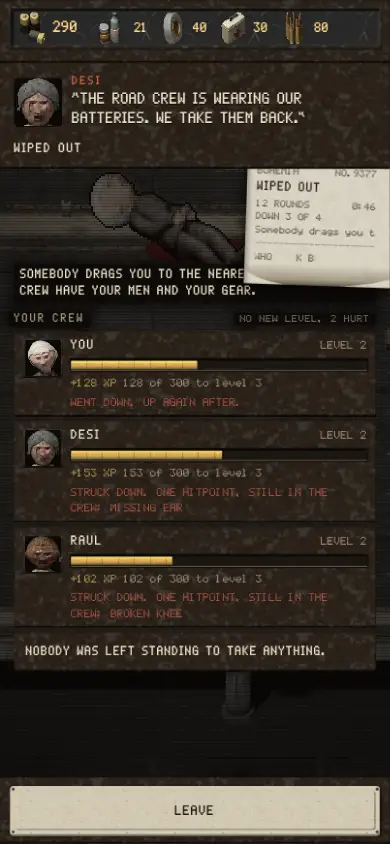 290 21 40 30 80
DESI
"THE ROAD CREW IS WEARING OUR
BATTERIES. WE TAKE THEM BACK."
WIPED OUT
BOHEMIA NO. 9377
WIPED OUT
12 ROUNDS 0:46
DOWN 3 OF 4
Somebody drags you t
WHO K B
SOMEBODY DRAGS YOU TO THE NEARE
CREW HAVE YOUR MEN AND YOUR GEAR.
YOUR CREW NO NEW LEVEL, 2 HURT
YOU LEVEL 2
+128 XP 128 of 300 to level 3
WENT DOWN, UP AGAIN AFTER.
DESI LEVEL 2
+153 XP 153 of 300 to level 3
STRUCK DOWN. ONE HITPOINT. STILL IN THE
CREW: MISSING EAR
RAUL LEVEL 2
+102 XP 102 of 300 to level 3
STRUCK DOWN. ONE HITPOINT. STILL IN THE
CREW: BROKEN KNEE
NOBODY WAS LEFT STANDING TO TAKE ANYTHING.
LEAVE